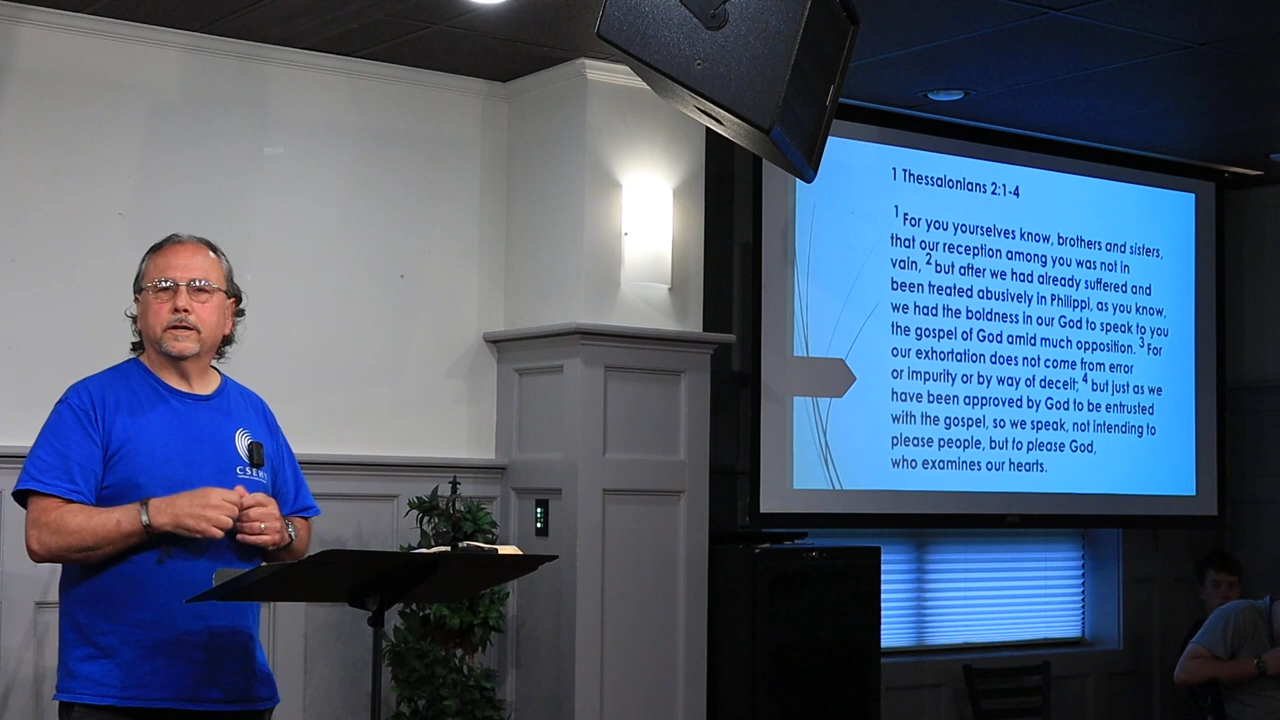 1 Thessalonians 2:1-4
1 For you yourselves know, brothers and sisters,
that our reception among you was not in
vain, 2 but after we had already suffered and
been treated abusively in Philippi, as you know,
we had the boldness in our God to speak to you
the gospel of God amid much opposition. 3 For
our exhortation does not come from error
or impurity or by way of deceit; 4 but just as we
have been approved by God to be entrusted
with the gospel, so we speak, not intending to
please people, but to please God,
who examines our hearts.